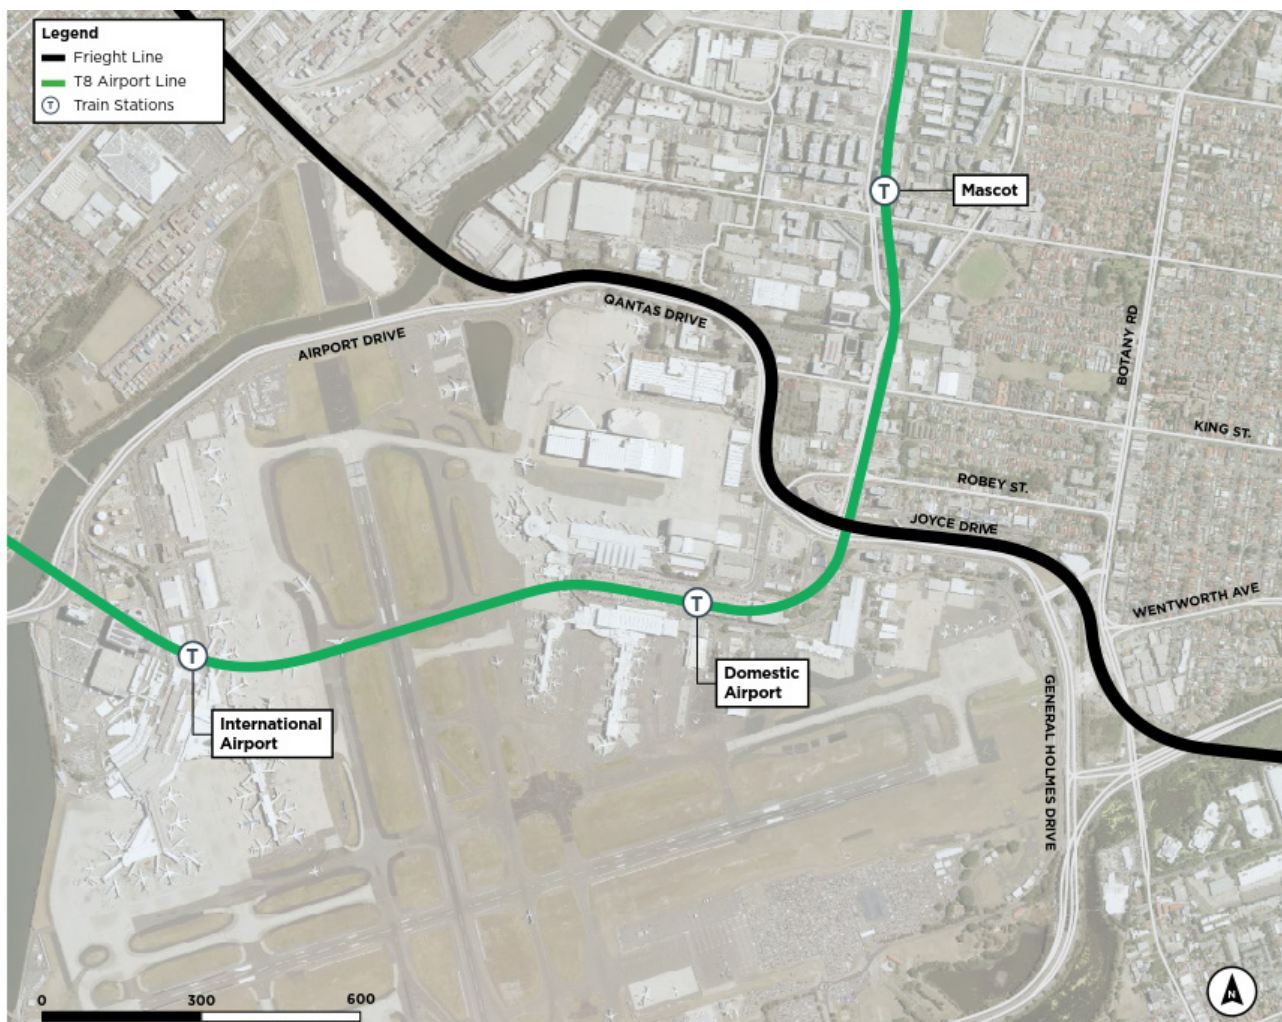 Legend
Frieght Line
T8 Airport Line
T Train Stations
T
Mascot
QANTAS DRIVE
AIRPORT DRIVE
BOTANY RD
KING ST.
ROBEY ST.
JOYCE DRIVE
WENTWORTH AVE
T
Domestic
Airport
T
International
Airport
GENERAL HOLMES DRIVE
0 300 600
N